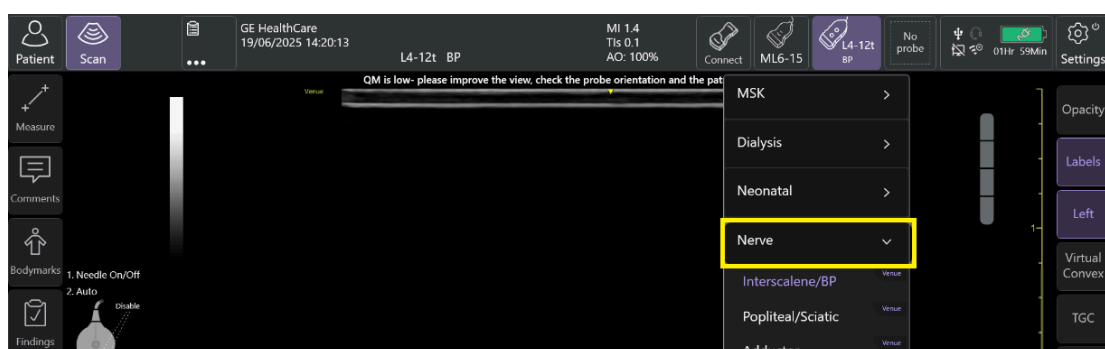 Patient
Scan
GE HealthCare
19/06/2025 14:20:13
L4-12t BP
MI 1.4
TIs 0.1
AO: 100%
Connect
ML6-15
L4-12t
BP
No
probe
01Hr 59Min
Settings
QM is low- please improve the view, check the probe orientation and the
Venue
Measure
Comments
Bodymarks
Findings
1. Needle On/Off
2. Auto
Disable
MSK
Dialysis
Neonatal
Nerve
Interscalene/BP
Venue
Popliteal/Sciatic
Venue
Venue
1
Opacity
Labels
Left
Virtual
Convex
TGC